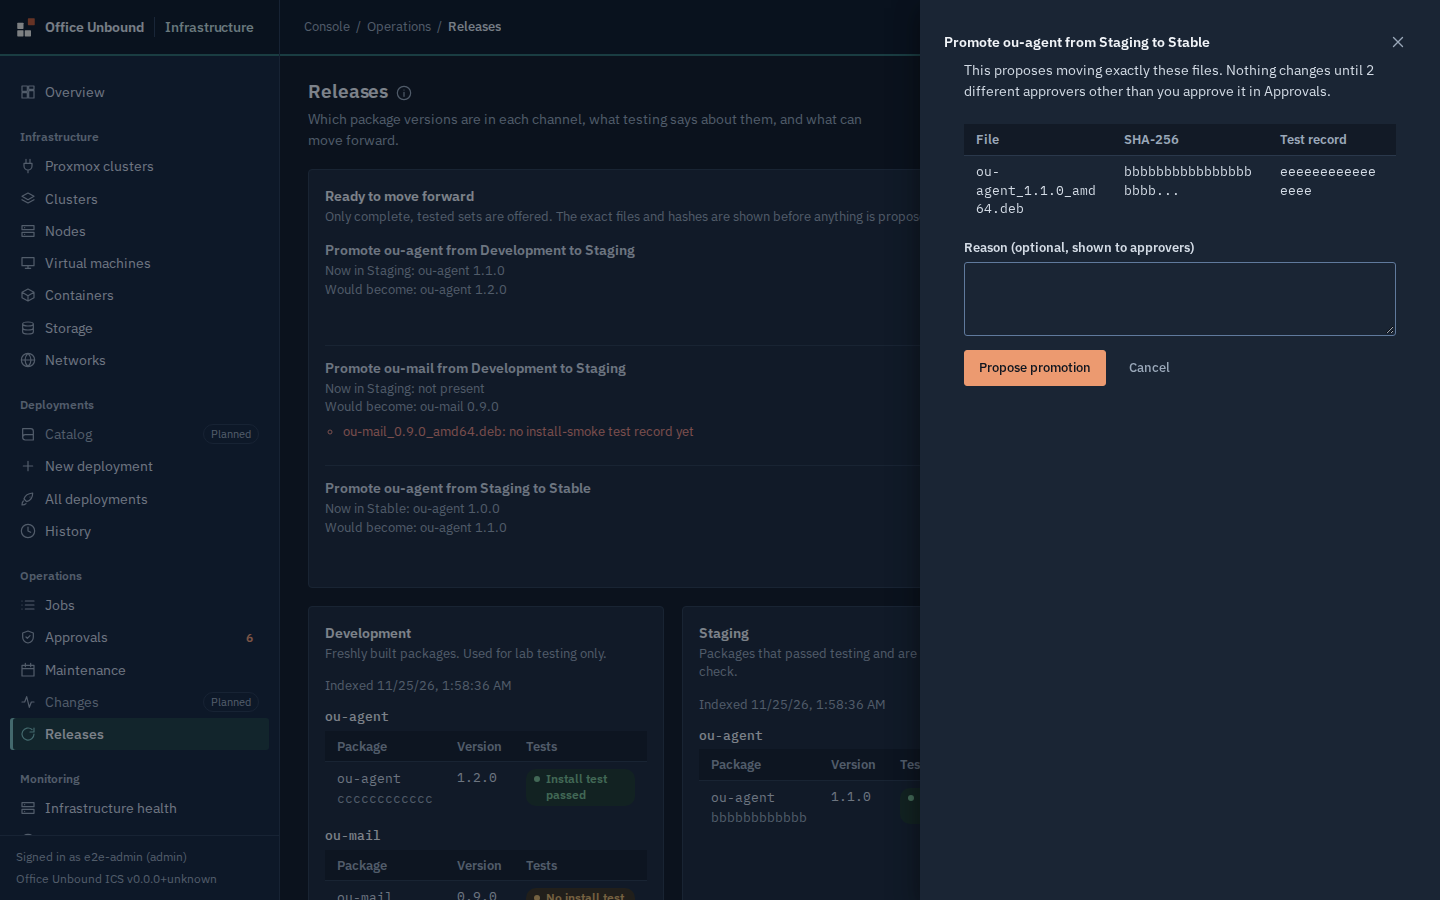 Office Unbound
Infrastructure
Overview
Infrastructure
Proxmox clusters
Clusters
Nodes
Virtual machines
Containers
Storage
Networks
Deployments
Catalog
Planned
New deployment
All deployments
History
Operations
Jobs
Approvals
6
Maintenance
Changes
Planned
Releases
Monitoring
Infrastructure health
Signed in as e2e-admin (admin)
Office Unbound ICS v0.0.0+unknown
Console / Operations / Releases
Releases
Which package versions are in each channel, what testing says about them, and what can
move forward.
Ready to move forward
Only complete, tested sets are offered. The exact files and hashes are shown before anything is
Promote ou-agent from Development to Staging
Now in Staging: ou-agent 1.1.0
Would become: ou-agent 1.2.0
Promote ou-mail from Development to Staging
Now in Staging: not present
Would become: ou-mail 0.9.0
ou-mail_0.9.0_amd64.deb: no install-smoke test record yet
Promote ou-agent from Staging to Stable
Now in Stable: ou-agent 1.0.0
Would become: ou-agent 1.1.0
Development
Freshly built packages. Used for lab testing only.
Indexed 11/25/26, 1:58:36 AM
ou-agent
Package Version Tests
ou-agent 1.2.0 Install test
cccccccccccc passed
ou-mail
Package Version Tests
ou-mail 0.9.0 No install test
Staging
Packages that passed testing and are
check.
Indexed 11/25/26, 1:58:36 AM
ou-agent
Package Version
ou-agent 1.1.0
bbbbbbbbbbbb
Promote ou-agent from Staging to Stable
This proposes moving exactly these files. Nothing changes until 2
different approvers other than you approve it in Approvals.
File SHA-256 Test record
ou- bbbbbbbbbbbbbbbb eeeeeeeeeeee
agent_1.1.0_amd bbbb... eeee
64.deb
Reason (optional, shown to approvers)
Propose promotion
Cancel